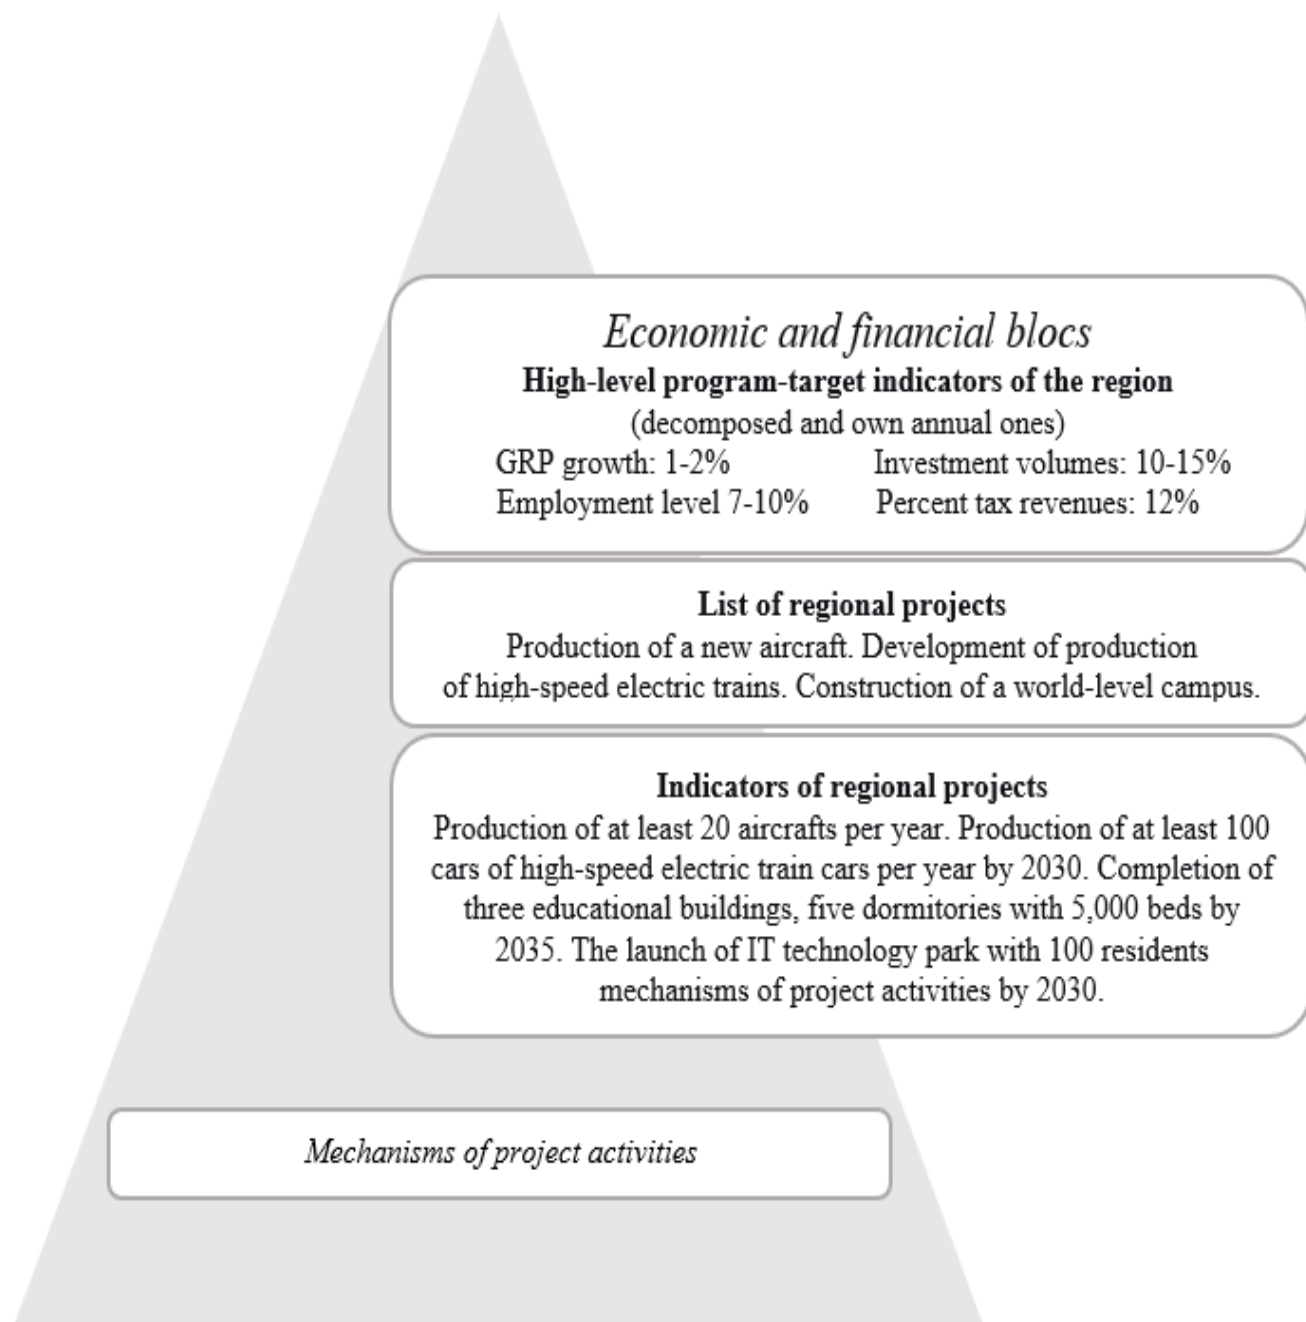 Economic and financial blocs
High-level program-target indicators of the region
(decomposed and own annual ones)
GRP growth: 1-2% Investment volumes: 10-15%
Employment level 7-10% Percent tax revenues: 12%
List of regional projects
Production of a new aircraft. Development of production
of high-speed electric trains. Construction of a world-level campus.
Indicators of regional projects
Production of at least 20 aircrafts per year. Production of at least 100
cars of high-speed electric train cars per year by 2030. Completion of
three educational buildings, five dormitories with 5,000 beds by
2035. The launch of IT technology park with 100 residents
mechanisms of project activities by 2030.
Mechanisms of project activities